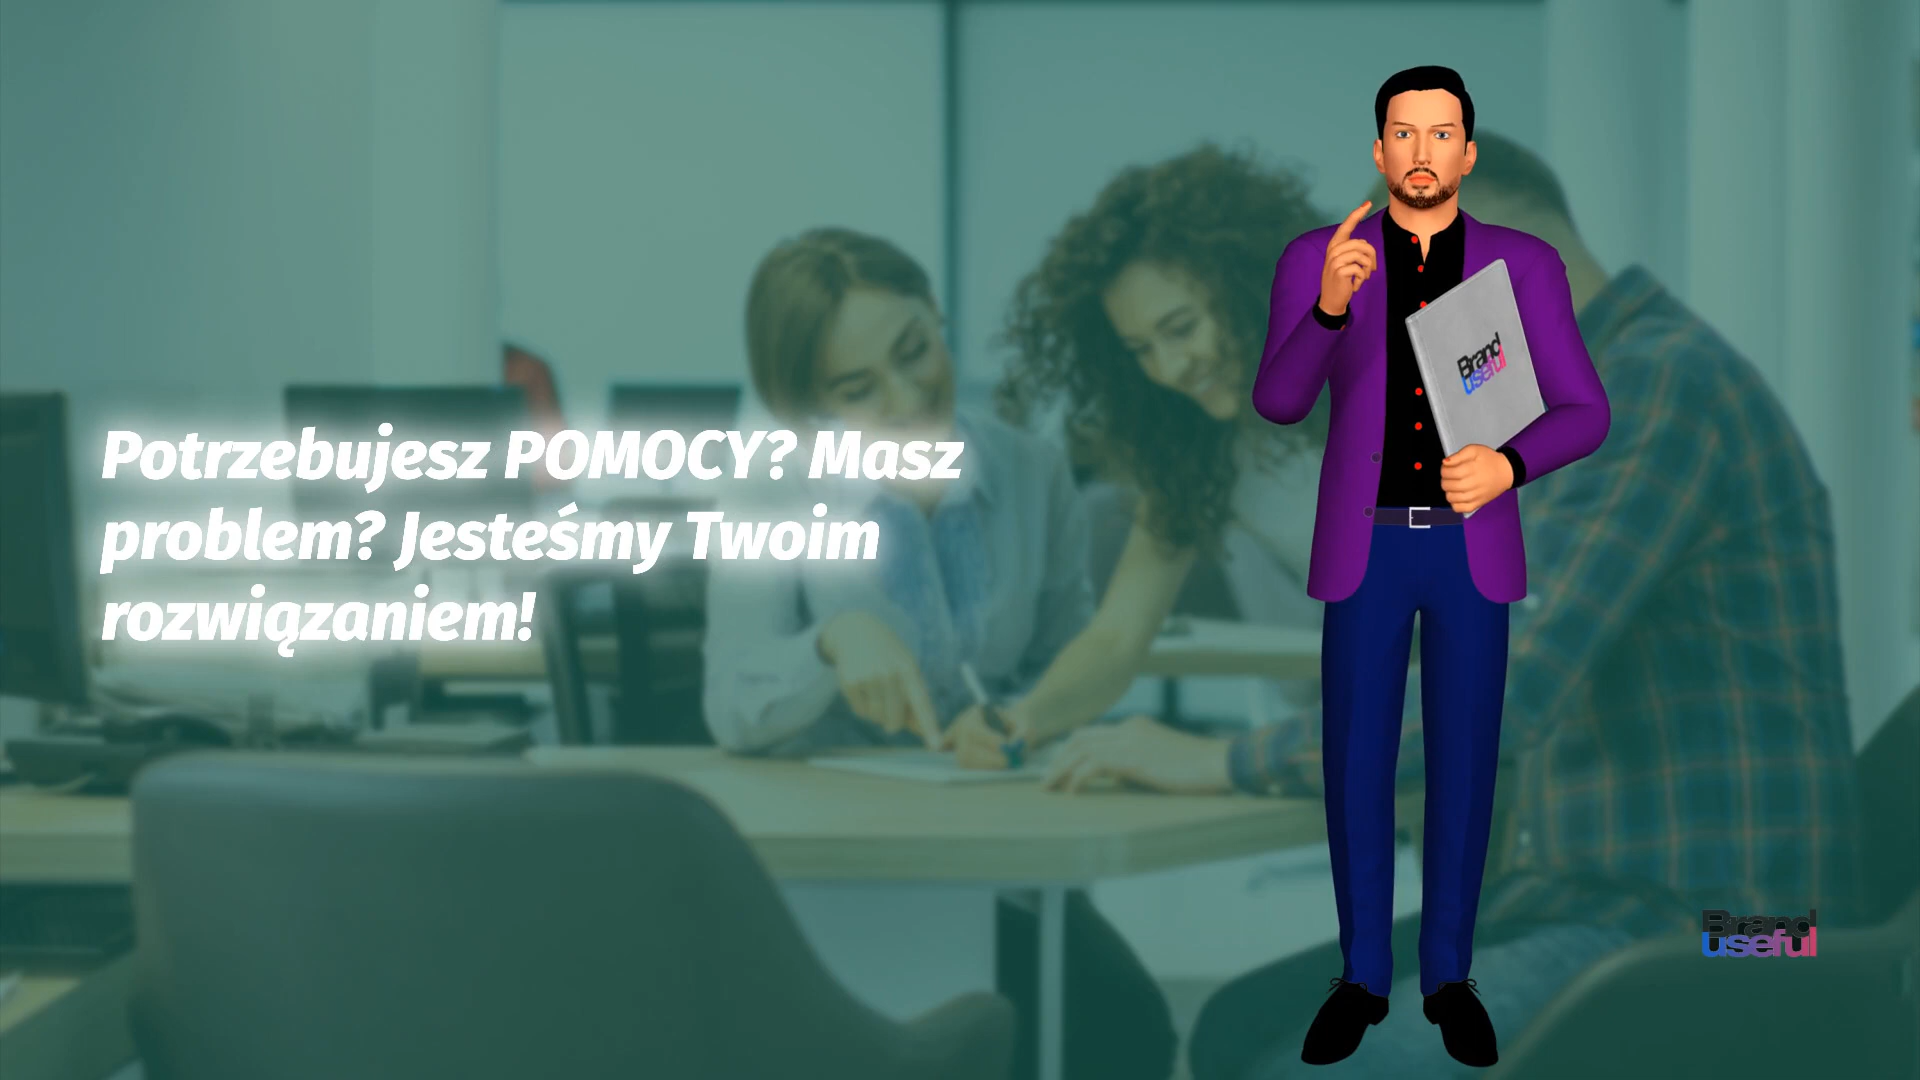 Potrzebujesz POMOCY? Masz
problem? Jesteśmy Twoim
rozwiązaniem!
Brand
useful
Brand
useful